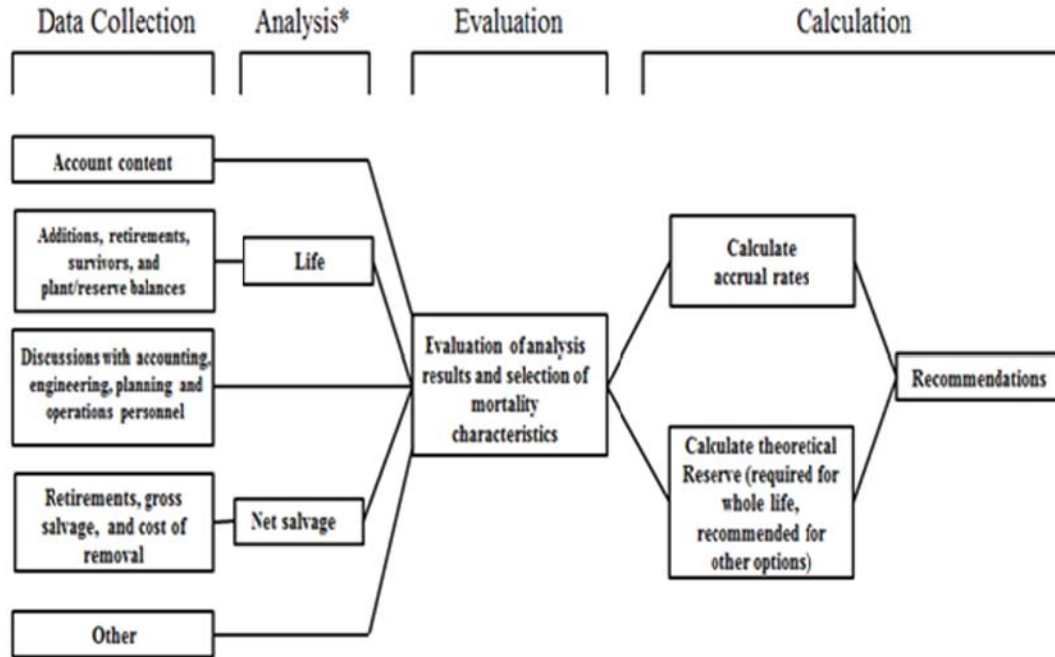 Data Collection
Analysis*
Evaluation
Calculation
Account content
Additions, retirements,
survivors, and
plant/reserve balances
Life
Discussions with accounting,
engineering, planning and
operations personnel
Retirements, gross
salvage, and cost of
removal
Net salvage
Other
Evaluation of analysis
results and selection of
mortality
characteristics
Calculate
accrual rates
Calculate theoretical
Reserve (required for
whole life,
recommended for
other options)
Recommendations